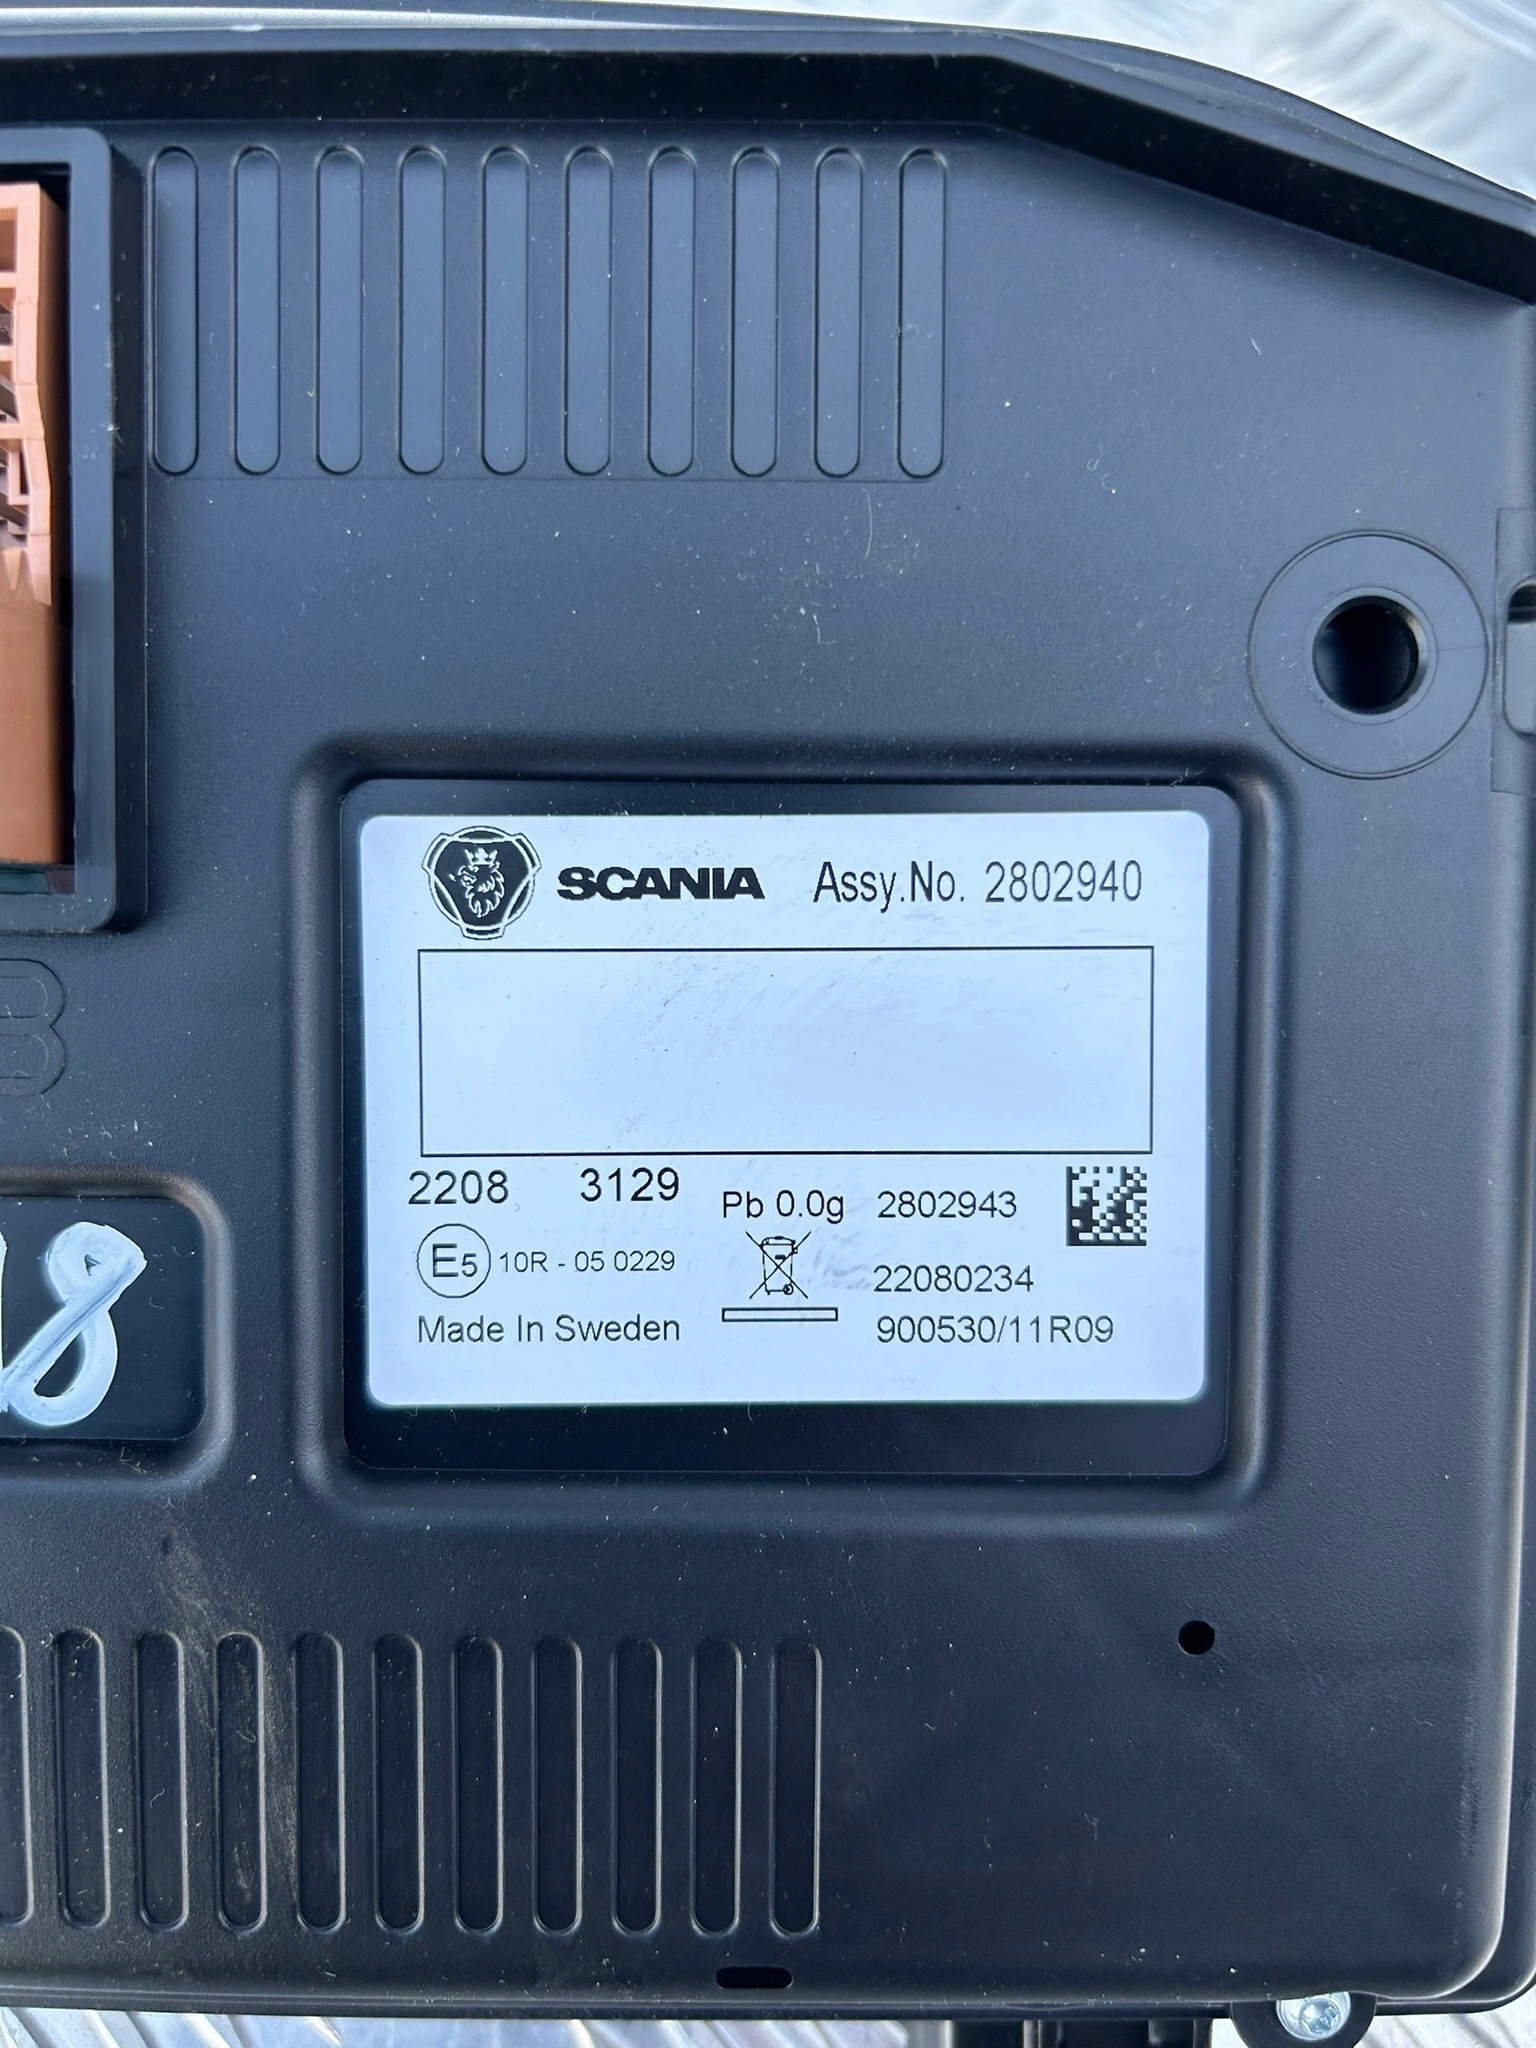 SCANIA Assy.No. 2802940
2208 3129
Pb 0.0g 2802943
E5 10R - 05 0229
22080234
Made In Sweden
900530/11R09
B
18